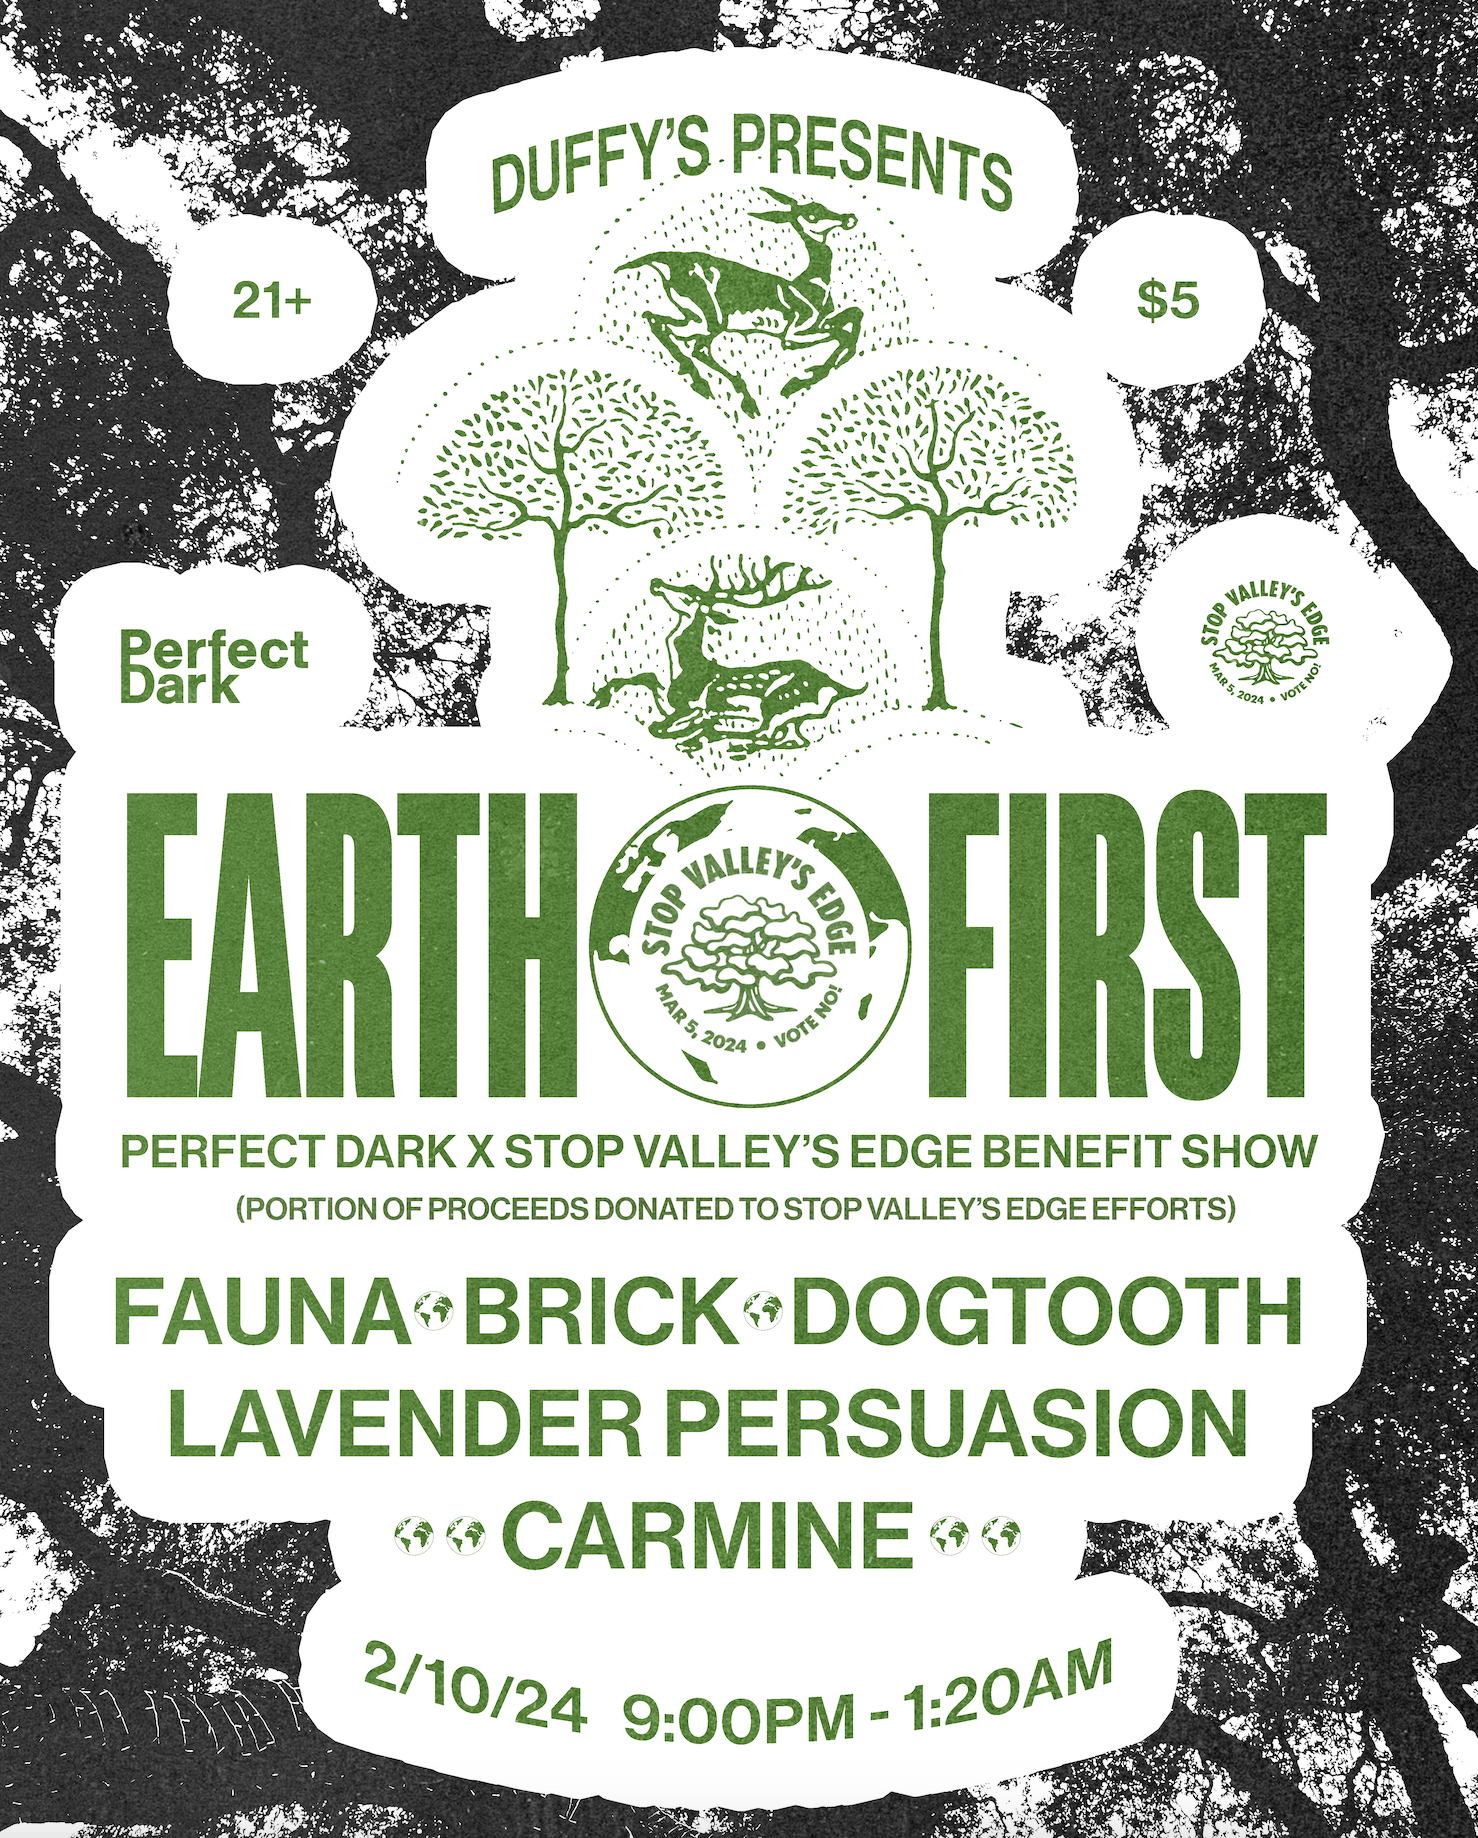 DUFFY'S PRESENTS
21+
$5
Perfect
Dark
STOP VALLEY'S EDGE
MAR 5, 2024 • VOTE NO!
EARTH FIRST
STOP VALLEY'S EDGE
MAR 5, 2024 • VOTE NO!
PERFECT DARK X STOP VALLEY'S EDGE BENEFIT SHOW
(PORTION OF PROCEEDS DONATED TO STOP VALLEY'S EDGE EFFORTS)
FAUNA BRICK DOGTOOTH
LAVENDER PERSUASION
CARMINE
2/10/24 9:00PM - 1:20AM